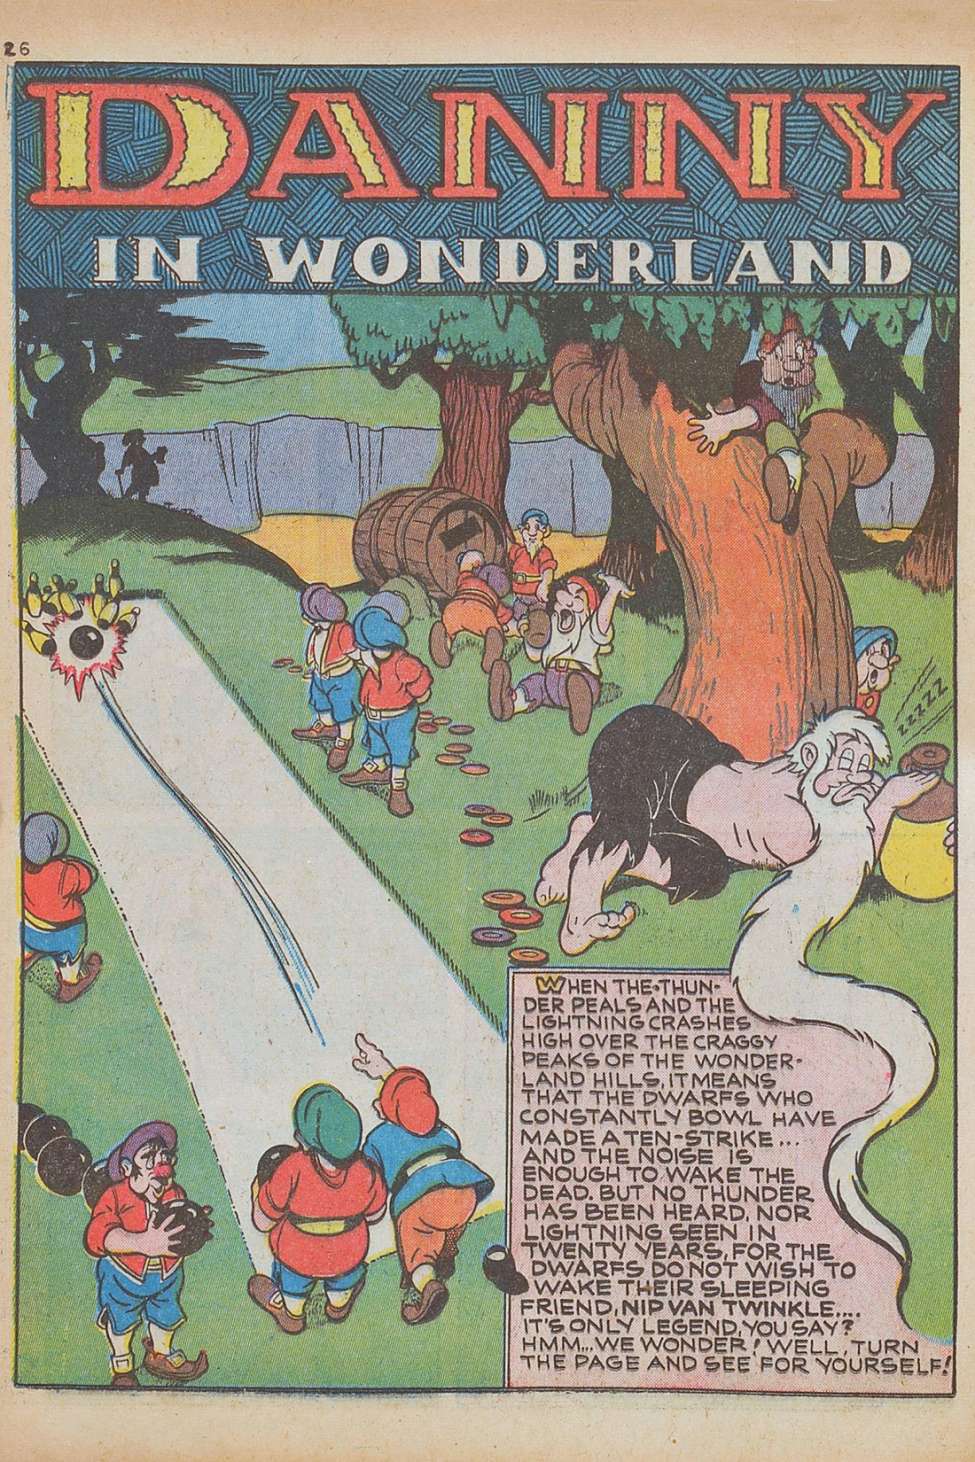 26
DANNY
IN WONDERLAND
ZZZZZ
WHEN THE THUN-
DER PEALS AND THE
LIGHTNING CRASHES
HIGH OVER THE CRAGGY
PEAKS OF THE WONDER-
LAND HILLS, IT MEANS
THAT THE DWARFS WHO
CONSTANTLY BOWL HAVE
MADE A TEN-STRIKE...
AND THE NOISE IS
ENOUGH TO WAKE THE
DEAD. BUT NO THUNDER
HAS BEEN HEARD, NOR
LIGHTNING SEEN IN
TWENTY YEARS, FOR THE
DWARFS DO NOT WISH TO
WAKE THEIR SLEEPING
FRIEND, NIP VAN TWINKLE....
IT'S ONLY LEGEND, YOU SAY?
HMM... WE WONDER! WELL, TURN
THE PAGE AND SEE FOR YOURSELF!